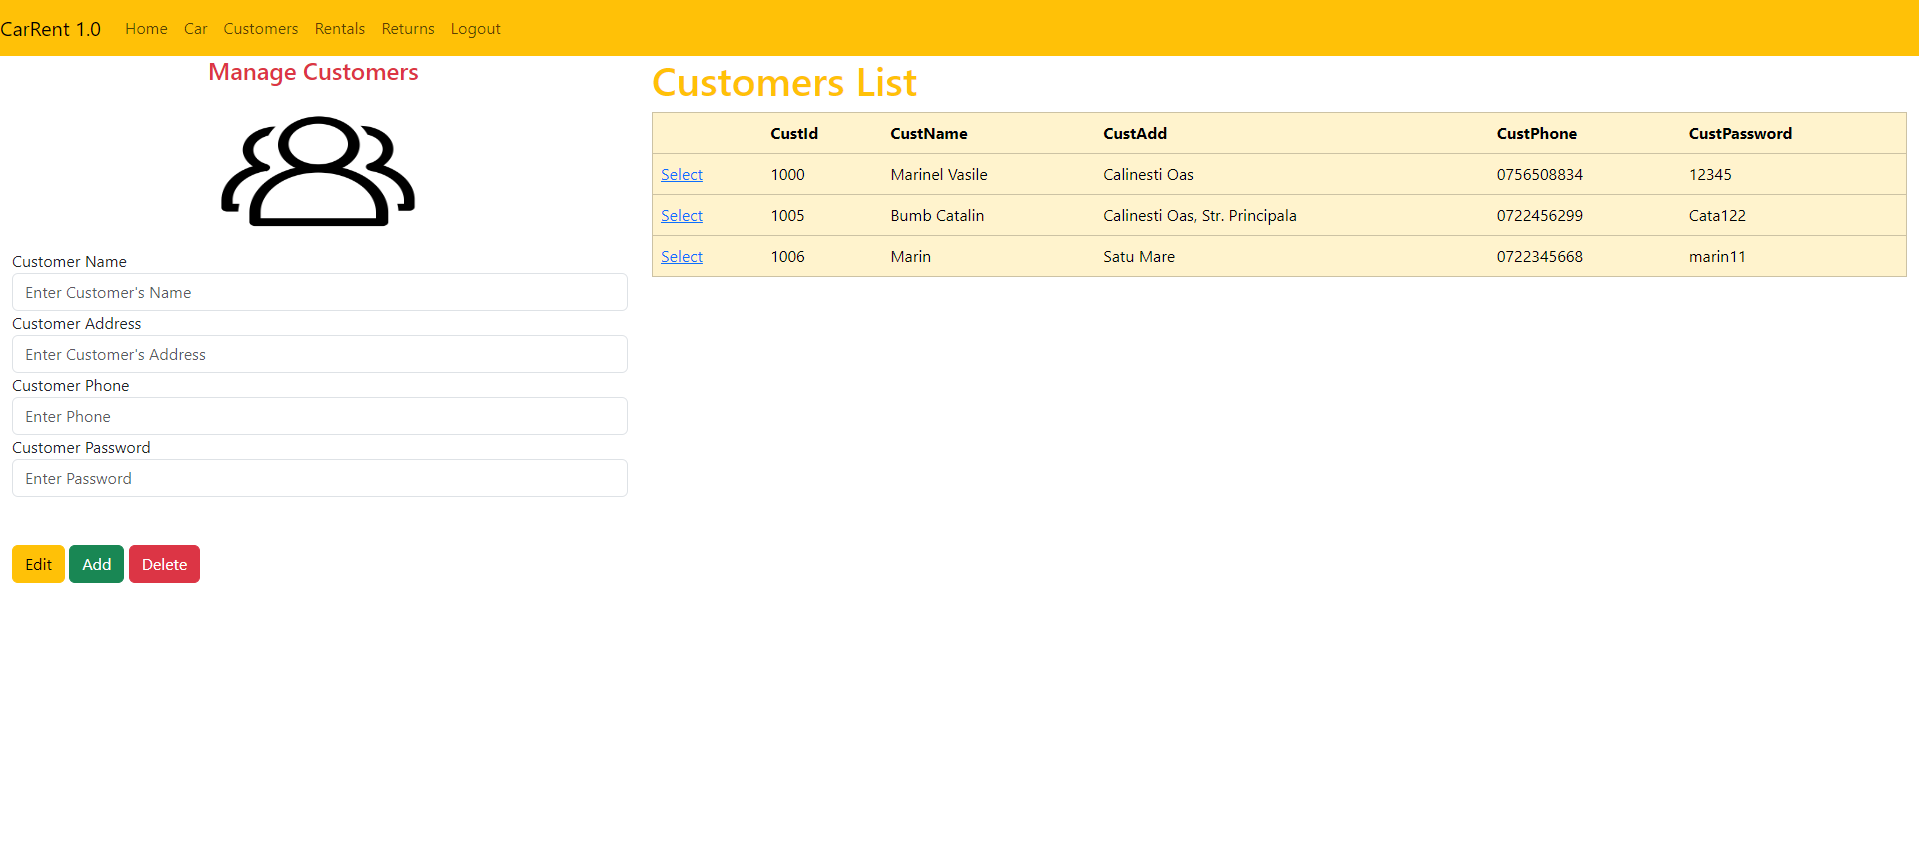 CarRent 1.0 Home Car Customers Rentals Returns Logout
Manage Customers
Customer Name
Enter Customer's Name
Customer Address
Enter Customer's Address
Customer Phone
Enter Phone
Customer Password
Enter Password
Edit Add Delete
Customers List
CustId CustName CustAdd CustPhone CustPassword
Select 1000 Marinel Vasile Calinesti Oas 0756508834 12345
Select 1005 Bumb Catalin Calinesti Oas, Str. Principala 0722456299 Cata122
Select 1006 Marin Satu Mare 0722345668 marin11